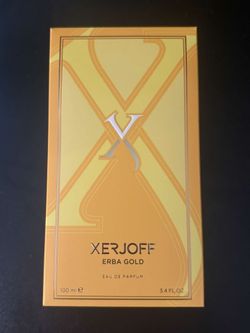 X
XERJOFF
ERBA GOLD
EAU DE PARFUM
100 ml ℮ 3.4 FL.OZ